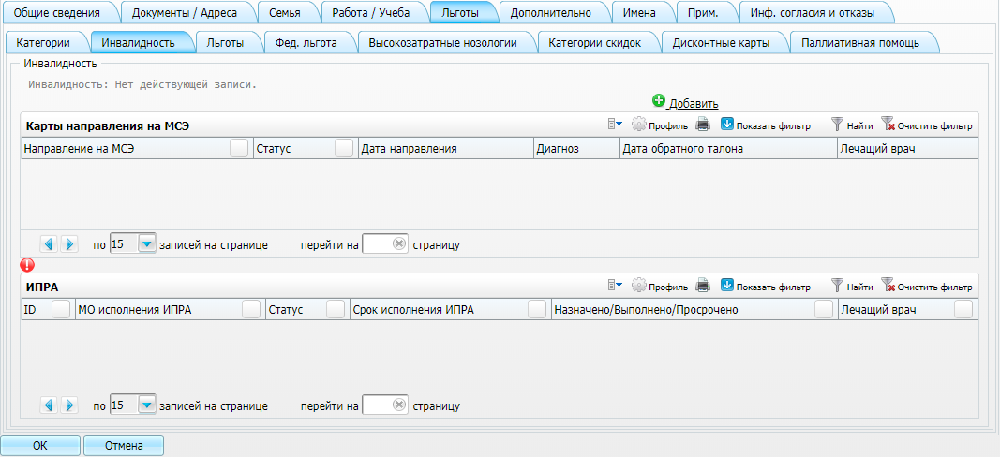 Общие сведения Документы / Адреса Семья Работа / Учеба Льготы Дополнительно Имена Прим. Инф. согласия и отказы
Категории Инвалидность Льготы Фед. льгота Высокозатратные нозологии Категории скидок Дисконтные карты Паллиативная помощь
Инвалидность
Инвалидность: Нет действующей записи.
Добавить
Карты направления на МСЭ Профиль Показать фильтр Найти Очистить фильтр
Направление на МСЭ Статус Дата направления Диагноз Дата обратного талона Лечащий врач
по 15 записей на странице перейти на страницу
ИПРА Профиль Показать фильтр Найти Очистить фильтр
ID МО исполнения ИПРА Статус Срок исполнения ИПРА Назначено/Выполнено/Просрочено Лечащий врач
по 15 записей на странице перейти на страницу
ОК Отмена